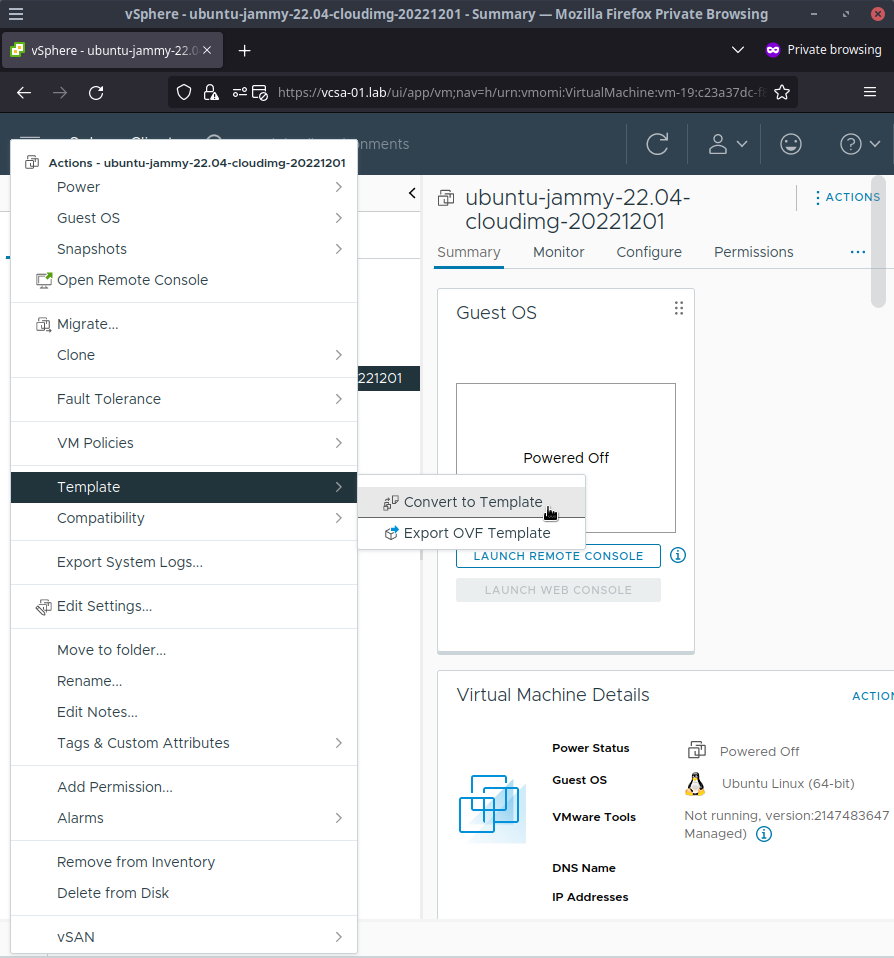 vSphere - ubuntu-jammy-22.04-cloudimg-20221201 - Summary — Mozilla Firefox Private Browsing
vSphere - ubuntu-jammy-22.0
Private browsing
https://vcsa-01.lab/ui/app/vm;nav=h/urn:vmomi:VirtualMachine:vm-19:c23a37dc-f
Actions - ubuntu-jammy-22.04-cloudimg-20221201
Power
Guest OS
Snapshots
Open Remote Console
Migrate...
Clone
Fault Tolerance
VM Policies
Template
Compatibility
Export System Logs...
Edit Settings...
Move to folder...
Rename...
Edit Notes...
Tags & Custom Attributes
Add Permission...
Alarms
Remove from Inventory
Delete from Disk
vSAN
Convert to Template
Export OVF Template
221201
ubuntu-jammy-22.04-
cloudimg-20221201
ACTIONS
Summary Monitor Configure Permissions
Guest OS
Powered Off
LAUNCH REMOTE CONSOLE
LAUNCH WEB CONSOLE
Virtual Machine Details
ACTION
Power Status Powered Off
Guest OS Ubuntu Linux (64-bit)
VMware Tools Not running, version:2147483647
Managed)
DNS Name
IP Addresses